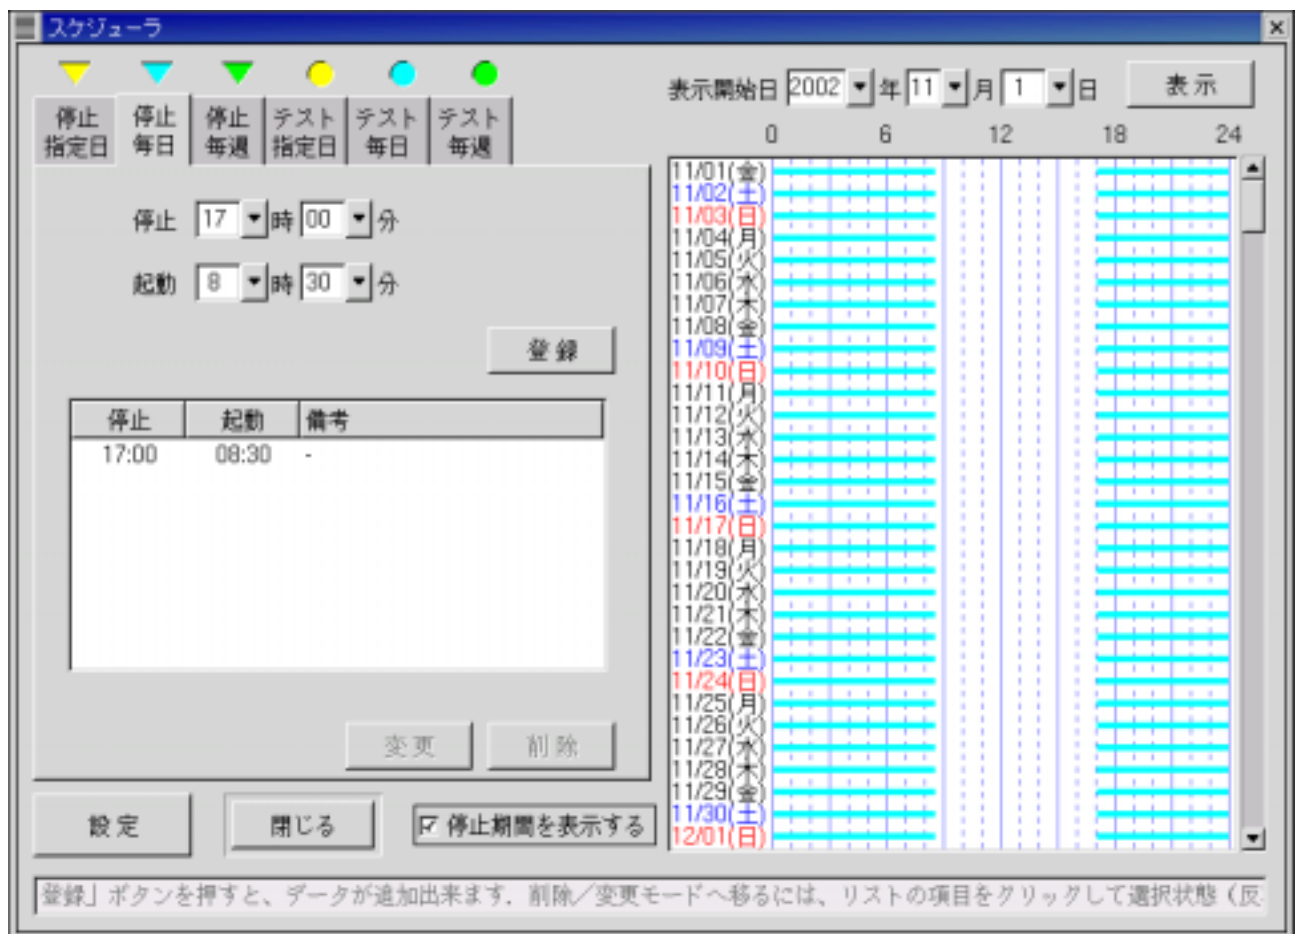 スケジューラ
停止
指定日
停止
毎日
停止
毎週
テスト
指定日
テスト
毎日
テスト
毎週
停止 17 時 00 分
起動 8 時 30 分
登録
停止 起動 備考
17:00 08:30 -
変更 削除
設定 閉じる 停止期間を表示する
表示開始日 2002 年 11 月 1 日 表示
0 6 12 18 24
11/01(金)
11/02(土)
11/03(日)
11/04(月)
11/05(火)
11/06(水)
11/07(木)
11/08(金)
11/09(土)
11/10(日)
11/11(月)
11/12(火)
11/13(水)
11/14(木)
11/15(金)
11/16(土)
11/17(日)
11/18(月)
11/19(火)
11/20(水)
11/21(木)
11/22(金)
11/23(土)
11/24(日)
11/25(月)
11/26(火)
11/27(水)
11/28(木)
11/29(金)
11/30(土)
12/01(日)
登録」ボタンを押すと、データが追加出来ます. 削除/変更モードへ移るには、リストの項目をクリックして選択状態(反